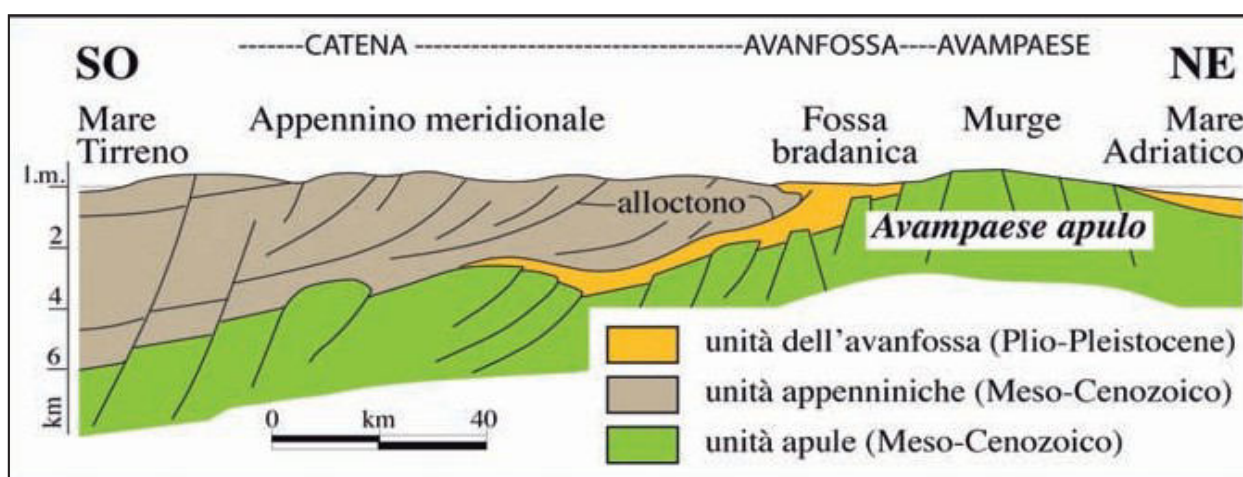 ------CATENA ------------------------------ AVANFOSSA----AVAMPAESE
SO
NE
Mare
Tirreno
Appennino meridionale
Fossa
bradanica
Murge
Mare
Adriatico
l.m.
2
4
6
km
alloctono
Avampaese apulo
unità dell'avanfossa (Plio-Pleistocene)
unità appenniniche (Meso-Cenozoico)
unità apule (Meso-Cenozoico)
0 km 40